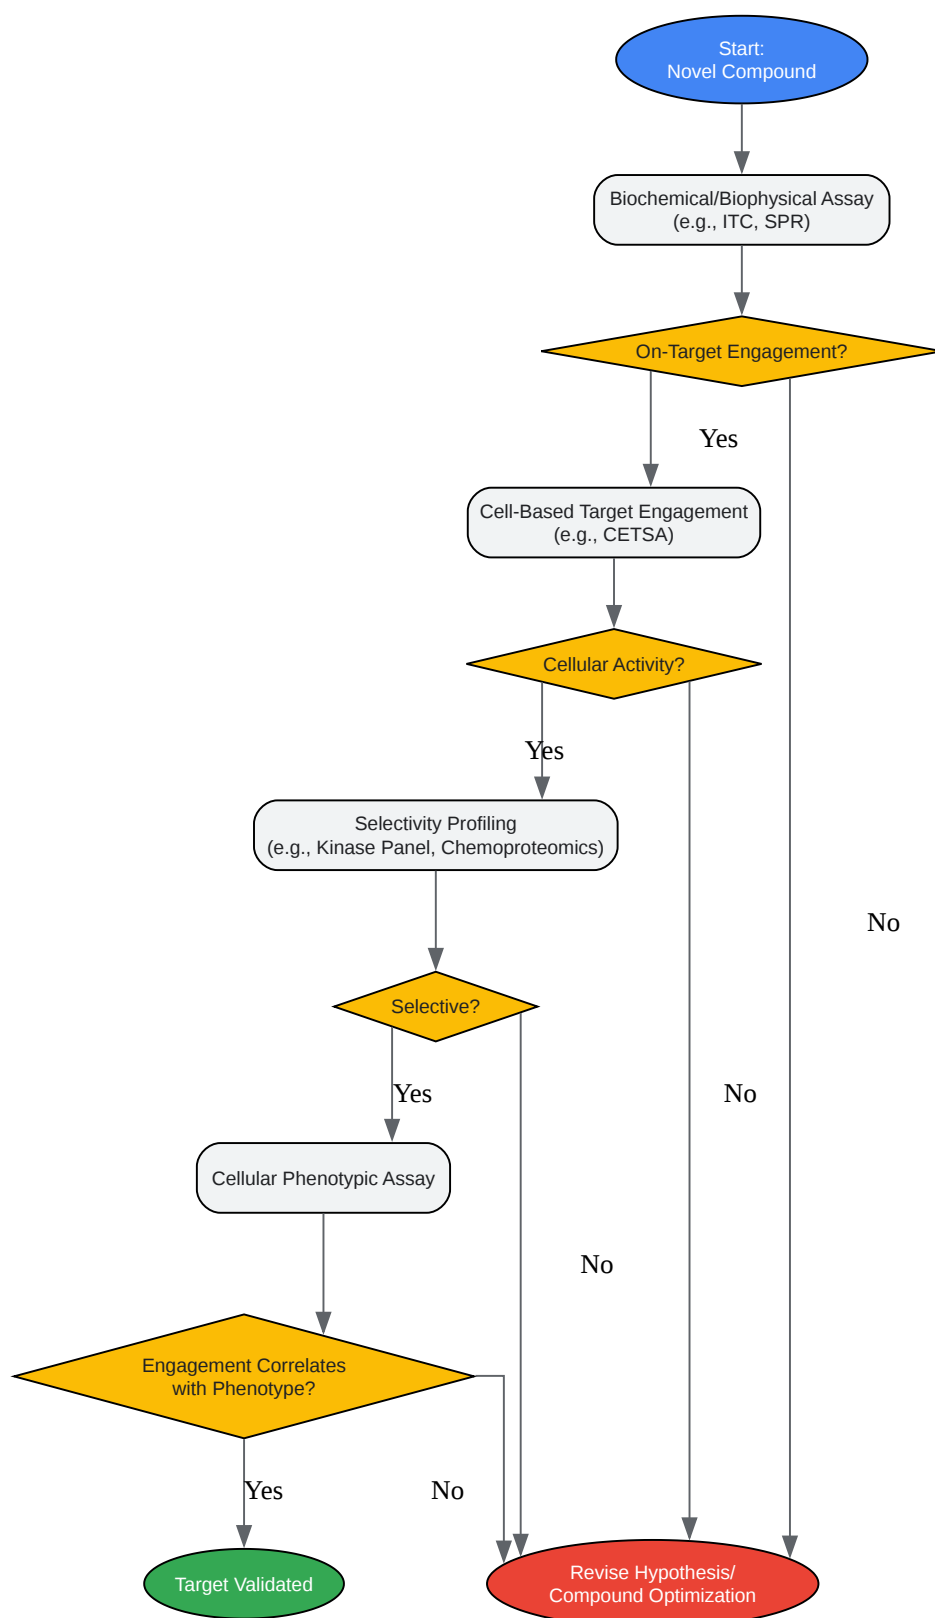 Start:
Novel Compound
Biochemical/Biophysical Assay
(e.g., ITC, SPR)
On-Target Engagement?
Yes
Cell-Based Target Engagement
(e.g., CETSA)
Cellular Activity?
Yes
Selectivity Profiling
(e.g., Kinase Panel, Chemoproteomics)
No
Selective?
Yes
No
Cellular Phenotypic Assay
No
Engagement Correlates
with Phenotype?
Yes
No
Target Validated
Revise Hypothesis/
Compound Optimization